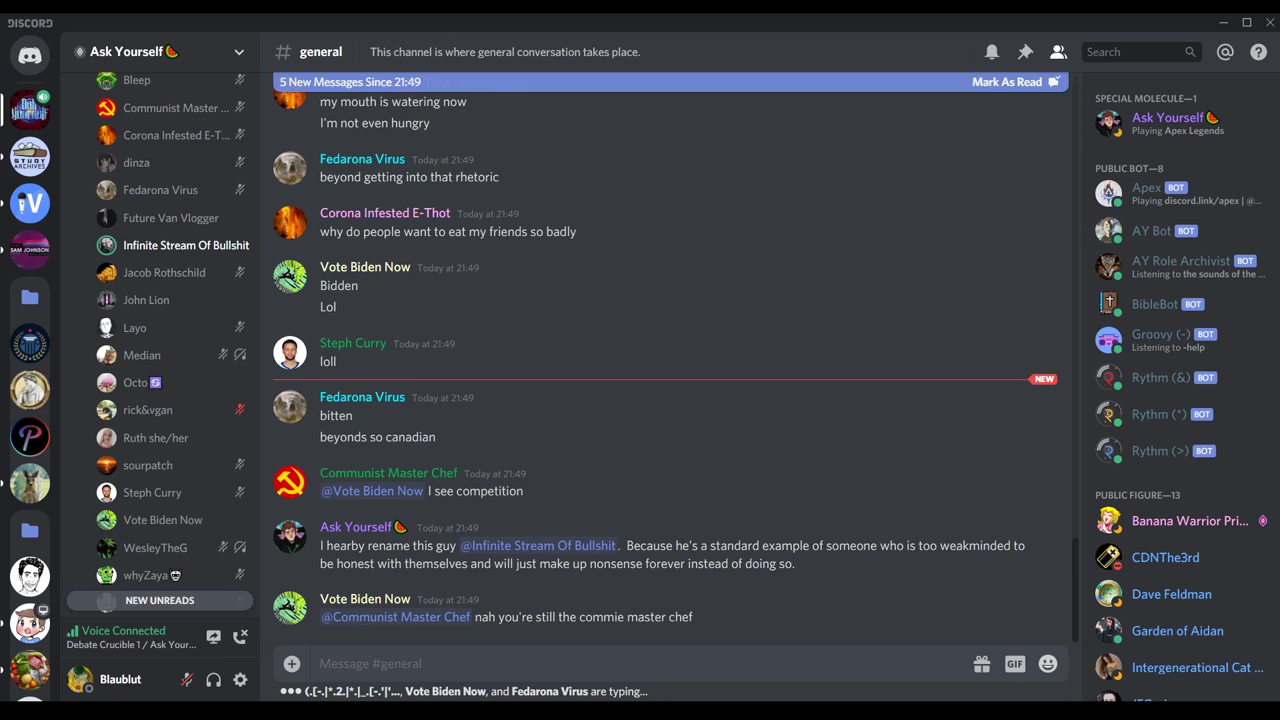 DISCORD
Ask Yourself🍉
Bleep
Communist Master ...
Corona Infested E-T...
dinza
Fedarona Virus
Future Van Vlogger
Infinite Stream Of Bullshit
Jacob Rothschild
John Lion
Layo
Median
Octo
rick&vgan
Ruth she/her
sourpatch
Steph Curry
Vote Biden Now
WesleyTheG
whyZaya
NEW UNREADS
Voice Connected
Debate Crucible 1 / Ask Your...
Blaublut
# general
This channel is where general conversation takes place.
Search
5 New Messages Since 21:49
Mark As Read
my mouth is watering now
I'm not even hungry
Fedarona Virus Today at 21:49
beyond getting into that rhetoric
Corona Infested E-Thot Today at 21:49
why do people want to eat my friends so badly
Vote Biden Now Today at 21:49
Bidden
Lol
Steph Curry Today at 21:49
loll
NEW
Fedarona Virus Today at 21:49
bitten
beyonds so canadian
Communist Master Chef Today at 21:49
@Vote Biden Now I see competition
Ask Yourself🍉 Today at 21:49
I hearby rename this guy @Infinite Stream Of Bullshit. Because he's a standard example of someone who is too weakminded to
be honest with themselves and will just make up nonsense forever instead of doing so.
Vote Biden Now Today at 21:49
@Communist Master Chef nah you're still the commie master chef
Message #general
GIF
(.[-.|*.2.|*.|_.[-.'|'..., Vote Biden Now, and Fedarona Virus are typing...
SPECIAL MOLECULE—1
Ask Yourself🍉
Playing Apex Legends
PUBLIC BOT—8
Apex BOT
Playing discord.link/apex | @...
AY Bot BOT
AY Role Archivist BOT
Listening to the sounds of the ...
BibleBot BOT
Groovy (-) BOT
Listening to -help
Rythm (&) BOT
Rythm (*) BOT
Rythm (>) BOT
PUBLIC FIGURE—13
Banana Warrior Pri...
CDNThe3rd
Dave Feldman
Garden of Aidan
Intergenerational Cat ...
STUDY
ARCHIVES
V
SAM JOHNSON